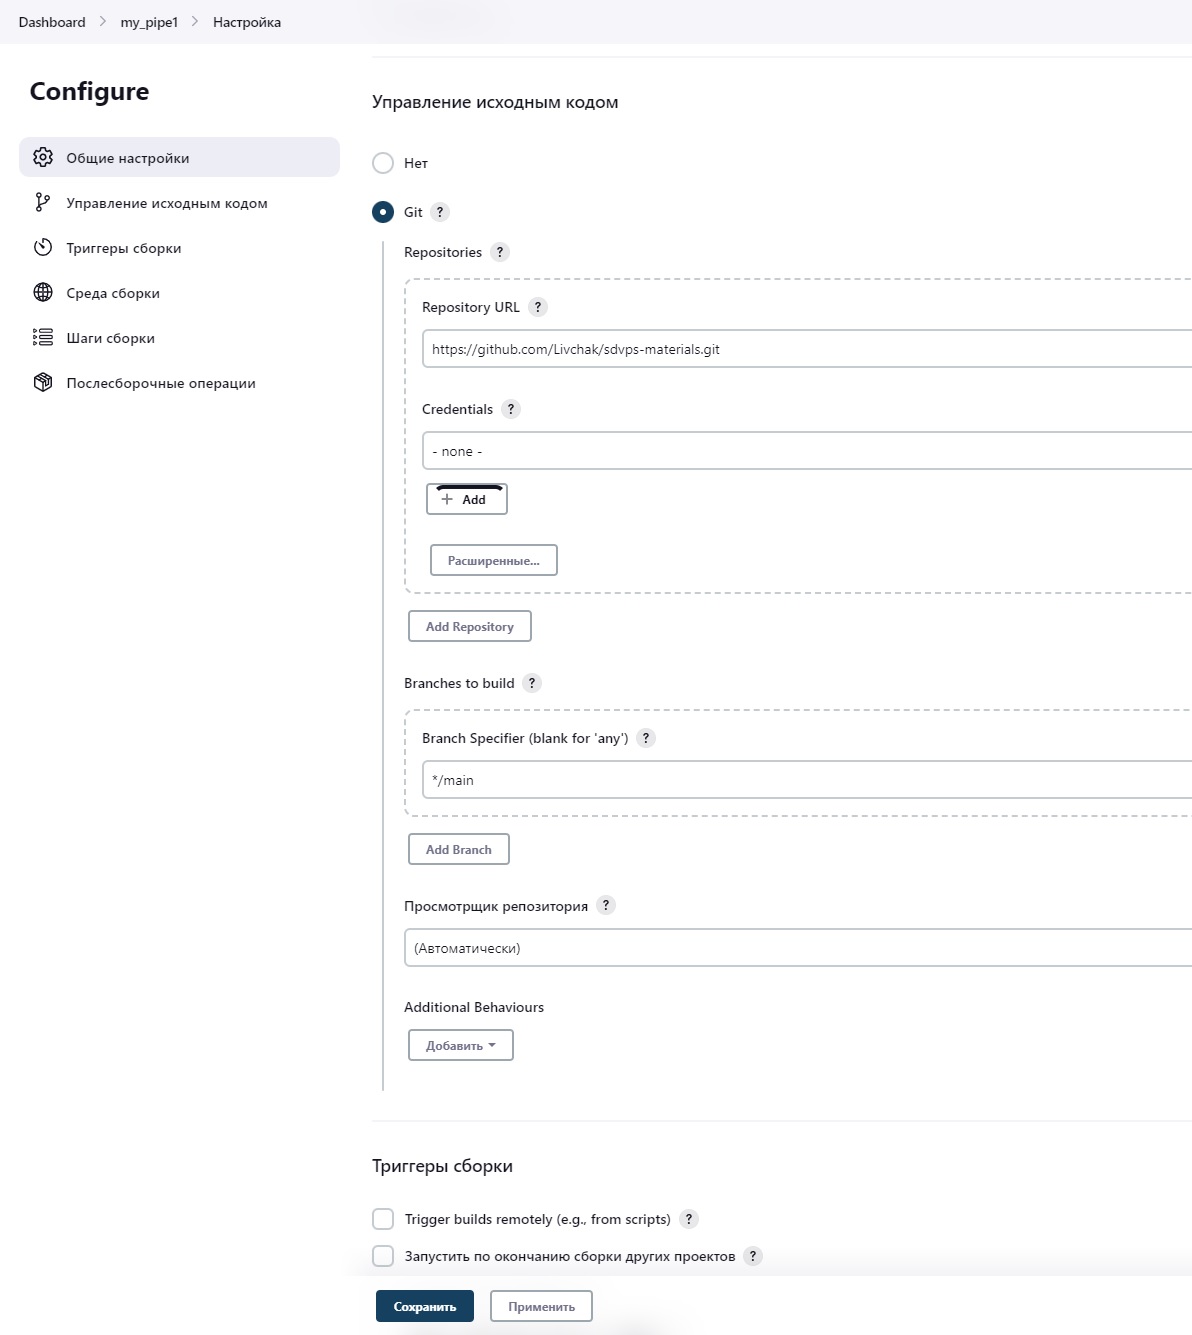 Dashboard > my_pipe1 > Настройка
Configure
Общие настройки
Управление исходным кодом
Триггеры сборки
Среда сборки
Шаги сборки
Послесборочные операции
Управление исходным кодом
Нет
Git ?
Repositories ?
Repository URL ?
https://github.com/Livchak/sdvps-materials.git
Credentials ?
- none -
+ Add
Расширенные...
Add Repository
Branches to build ?
Branch Specifier (blank for 'any') ?
*/main
Add Branch
Просмотрщик репозитория ?
(Автоматически)
Additional Behaviours
Добавить
Триггеры сборки
Trigger builds remotely (e.g., from scripts) ?
Запустить по окончанию сборки других проектов ?
Сохранить Применить